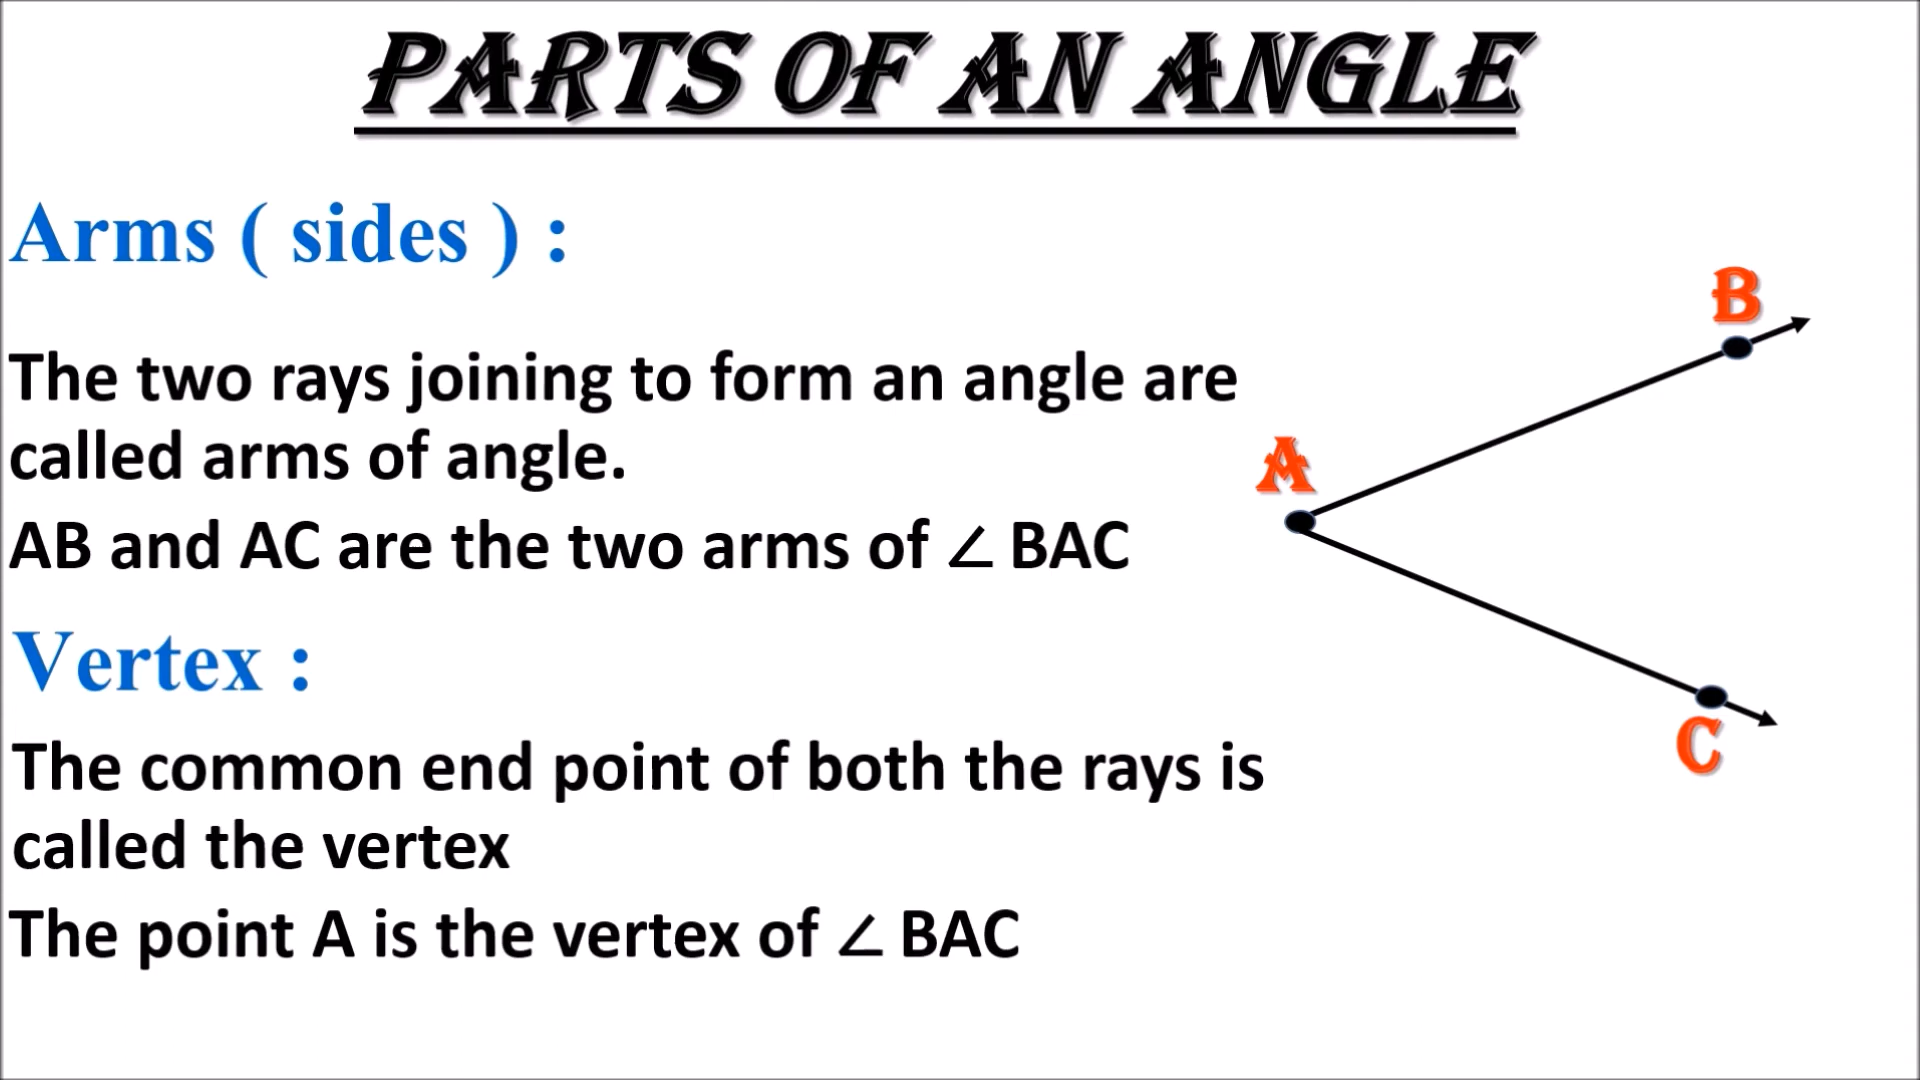 PARTS OF AN ANGLE
Arms ( sides ) :
The two rays joining to form an angle are
called arms of angle.
AB and AC are the two arms of ∠ BAC
Vertex :
The common end point of both the rays is
called the vertex
The point A is the vertex of ∠ BAC
B
A
C